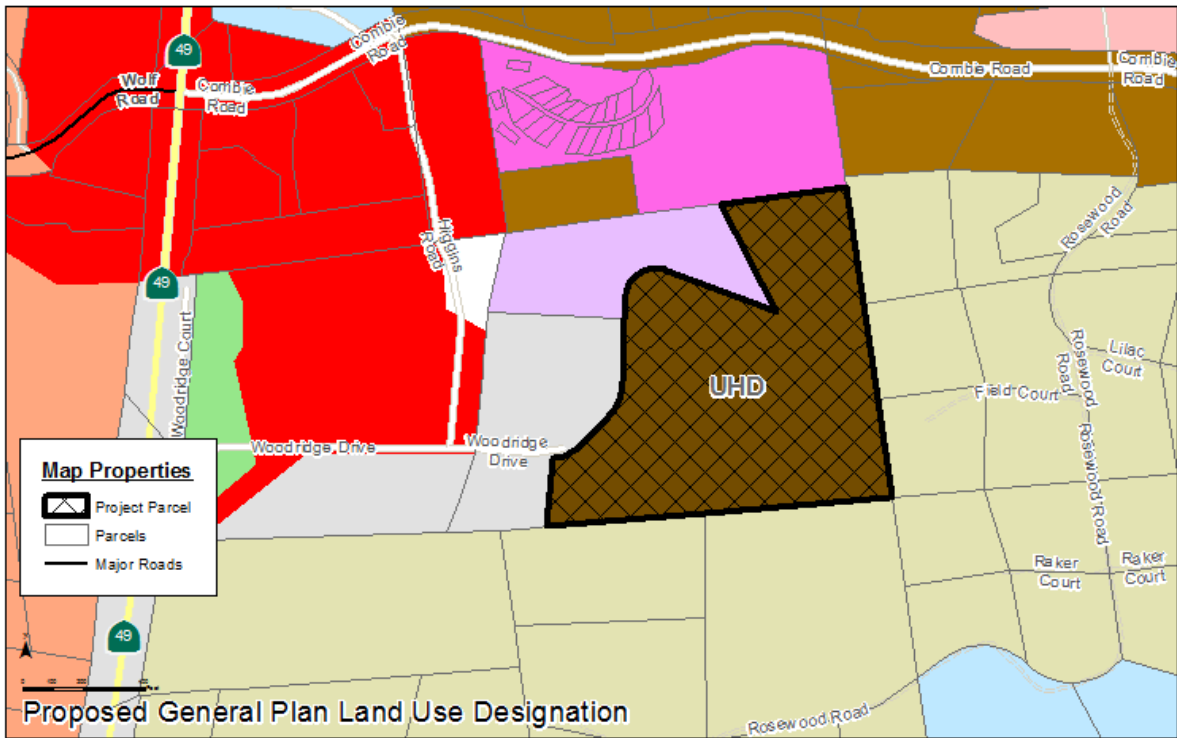 49
Combie
Road
Wolf
Road
Combie
Road
Combie Road
Combie
Road
Higgins
Road
Rosewood
Road
49
Woodridge Court
UHD
Rosewood
Road
Lilac
Court
Field Court
Woodridge Drive
Woodridge
Drive
Rosewood Road
Map Properties
Project Parcel
Parcels
Major Roads
Raker
Court
Raker
Court
49
Rosewood Road
Proposed General Plan Land Use Designation